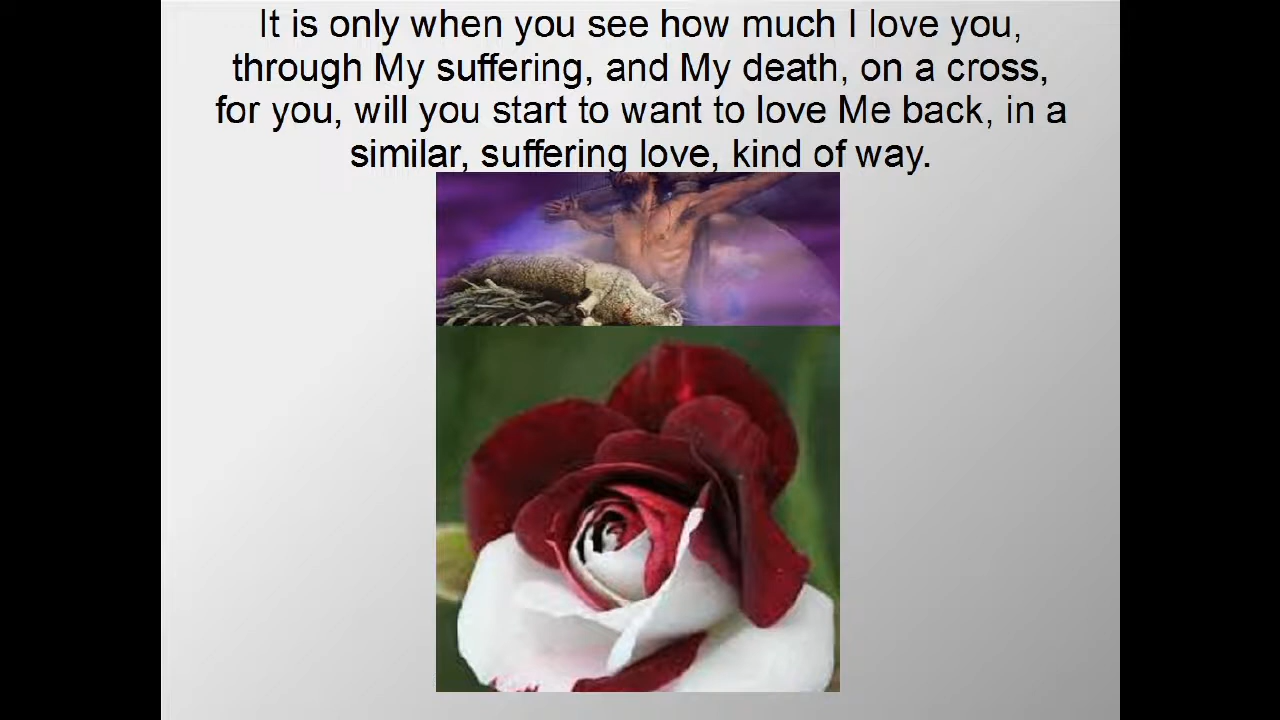 It is only when you see how much I love you,
through My suffering, and My death, on a cross,
for you, will you start to want to love Me back, in a
similar, suffering love, kind of way.